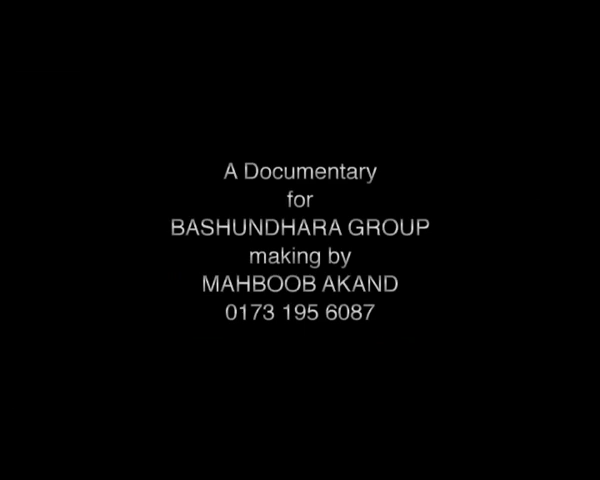 A Documentary
for
BASHUNDHARA GROUP
making by
MAHBOOB AKAND
0173 195 6087